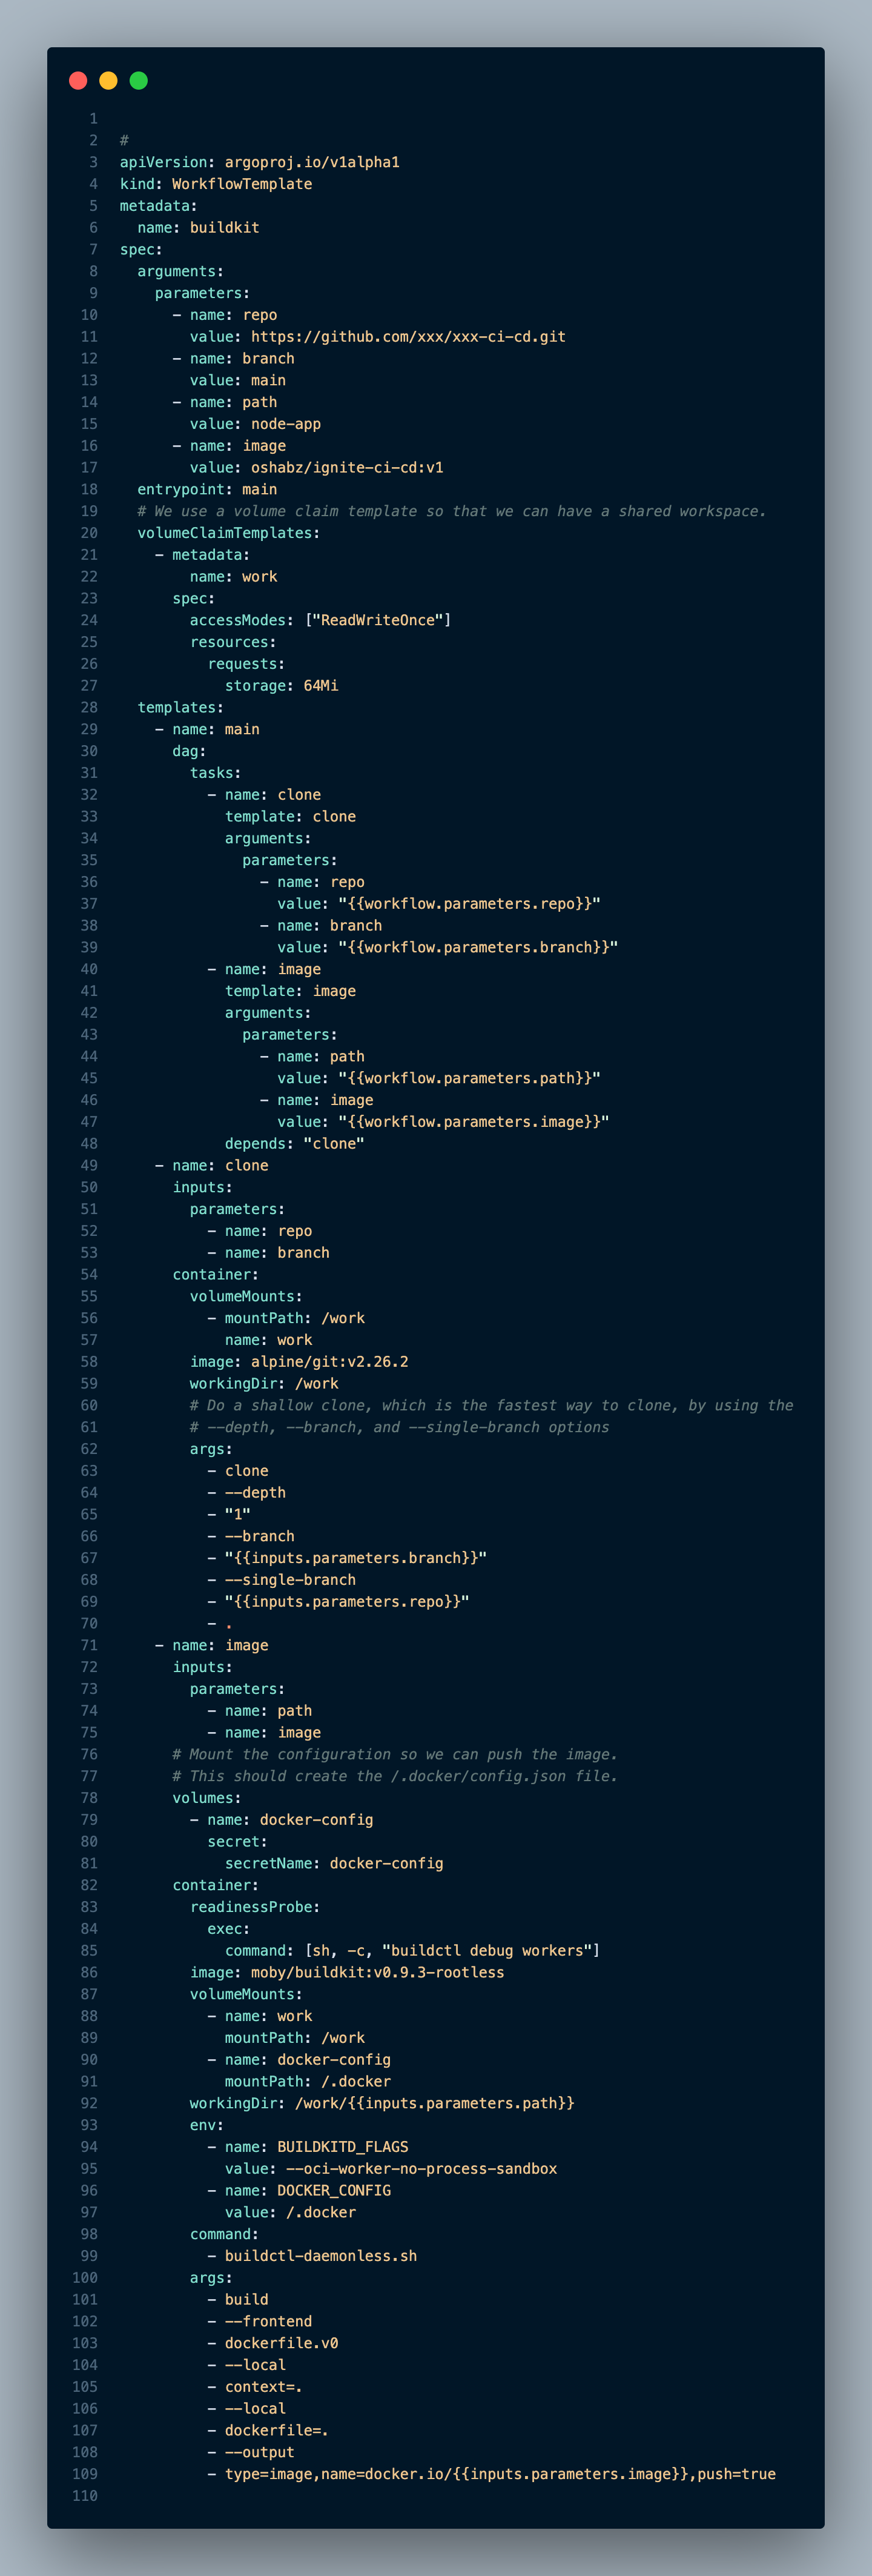 1
2 #
3 apiVersion: argoproj.io/v1alpha1
4 kind: WorkflowTemplate
5 metadata:
6   name: buildkit
7 spec:
8   arguments:
9     parameters:
10       - name: repo
11         value: https://github.com/xxx/xxx-ci-cd.git
12       - name: branch
13         value: main
14       - name: path
15         value: node-app
16       - name: image
17         value: oshabz/ignite-ci-cd:v1
18   entrypoint: main
19   # We use a volume claim template so that we can have a shared workspace.
20   volumeClaimTemplates:
21     - metadata:
22         name: work
23       spec:
24         accessModes: ["ReadWriteOnce"]
25         resources:
26           requests:
27             storage: 64Mi
28   templates:
29     - name: main
30       dag:
31         tasks:
32           - name: clone
33             template: clone
34             arguments:
35               parameters:
36                 - name: repo
37                   value: "{{workflow.parameters.repo}}"
38                 - name: branch
39                   value: "{{workflow.parameters.branch}}"
40           - name: image
41             template: image
42             arguments:
43               parameters:
44                 - name: path
45                   value: "{{workflow.parameters.path}}"
46                 - name: image
47                   value: "{{workflow.parameters.image}}"
48             depends: "clone"
49     - name: clone
50       inputs:
51         parameters:
52           - name: repo
53           - name: branch
54       container:
55         volumeMounts:
56           - mountPath: /work
57             name: work
58         image: alpine/git:v2.26.2
59         workingDir: /work
60         # Do a shallow clone, which is the fastest way to clone, by using the
61         # --depth, --branch, and --single-branch options
62         args:
63           - clone
64           - --depth
65           - "1"
66           - --branch
67           - "{{inputs.parameters.branch}}"
68           - --single-branch
69           - "{{inputs.parameters.repo}}"
70           - .
71     - name: image
72       inputs:
73         parameters:
74           - name: path
75           - name: image
76       # Mount the configuration so we can push the image.
77       # This should create the /.docker/config.json file.
78       volumes:
79         - name: docker-config
80           secret:
81             secretName: docker-config
82       container:
83         readinessProbe:
84           exec:
85             command: [sh, -c, "buildctl debug workers"]
86         image: moby/buildkit:v0.9.3-rootless
87         volumeMounts:
88           - name: work
89             mountPath: /work
90           - name: docker-config
91             mountPath: /.docker
92         workingDir: /work/{{inputs.parameters.path}}
93         env:
94           - name: BUILDKITD_FLAGS
95             value: --oci-worker-no-process-sandbox
96           - name: DOCKER_CONFIG
97             value: /.docker
98         command:
99           - buildctl-daemonless.sh
100         args:
101           - build
102           - --frontend
103           - dockerfile.v0
104           - --local
105           - context=.
106           - --local
107           - dockerfile=.
108           - --output
109           - type=image,name=docker.io/{{inputs.parameters.image}},push=true
110